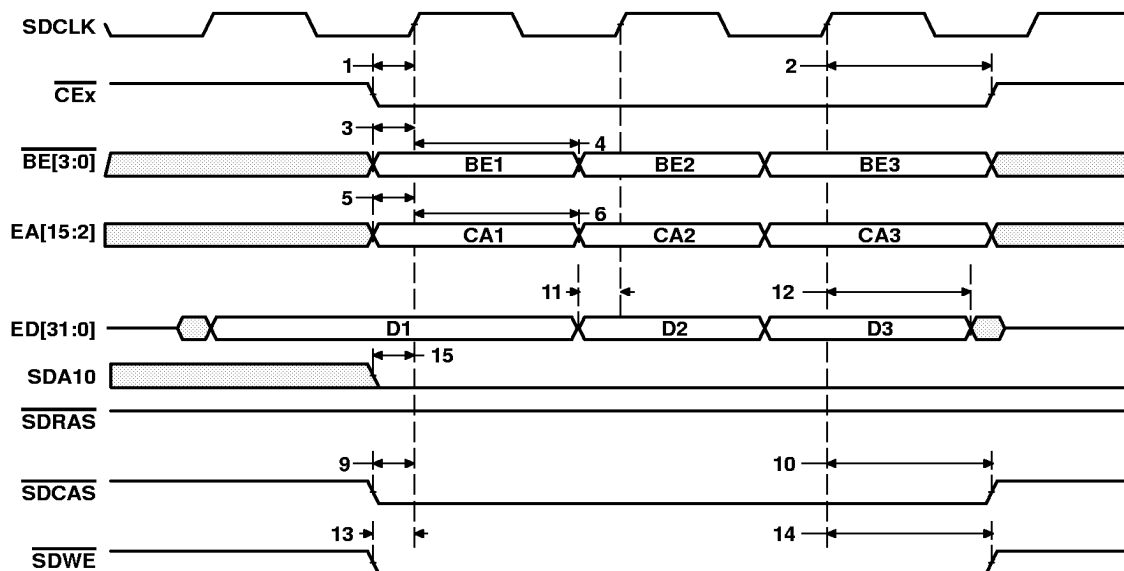 SDCLK
1 2
CEx
3
4
BE[3:0] BE1 BE2 BE3
5
6
EA[15:2] CA1 CA2 CA3
11 12
ED[31:0] D1 D2 D3
15
SDA10
SDRAS
9 10
SDCAS
13 14
SDWE